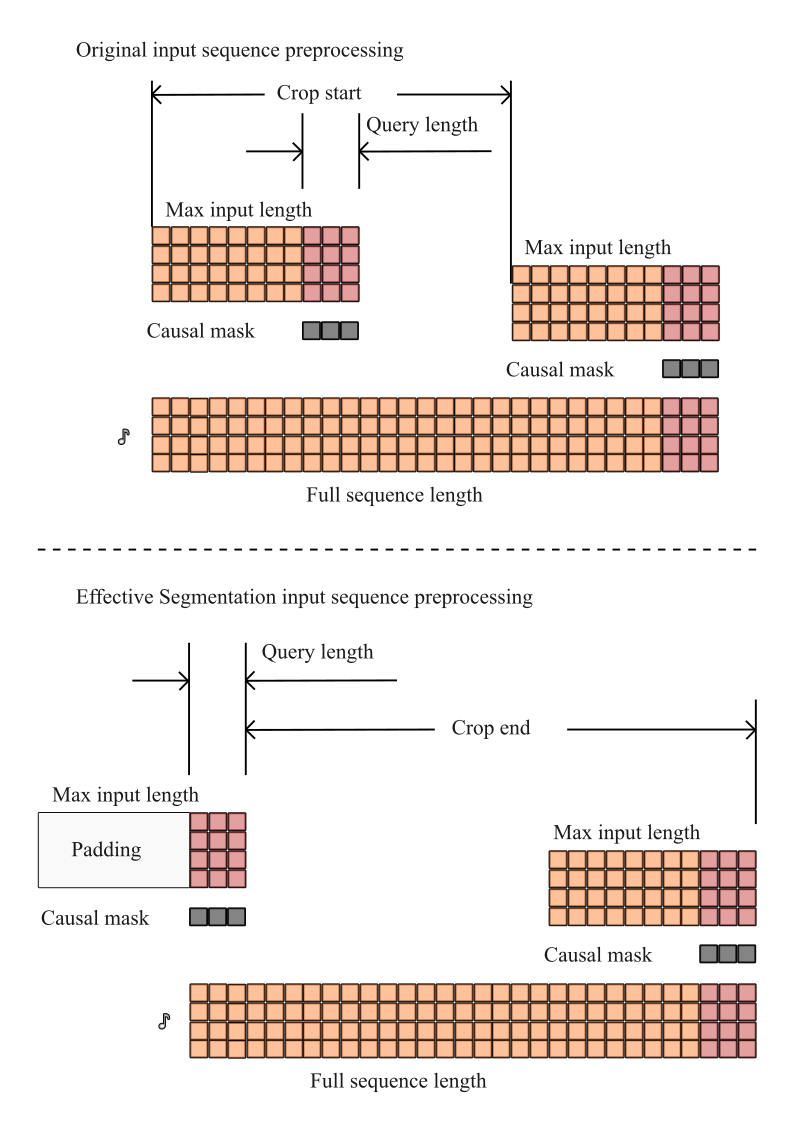 Original input sequence preprocessing
Crop start
Query length
Max input length
Max input length
Causal mask
Causal mask
Full sequence length
Effective Segmentation input sequence preprocessing
Query length
Crop end
Max input length
Max input length
Padding
Causal mask
Causal mask
Full sequence length